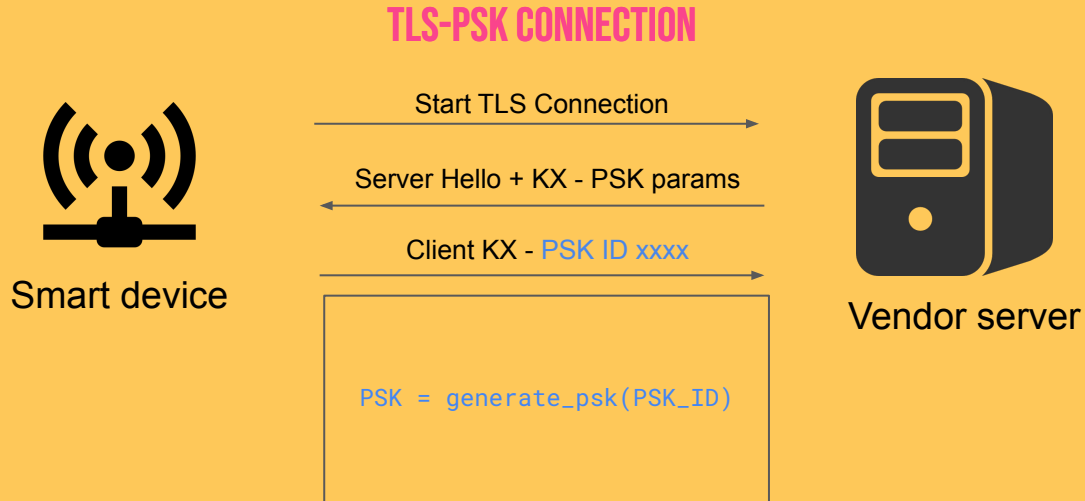 TLS-PSK CONNECTION
Start TLS Connection
Server Hello + KX - PSK params
Client KX - PSK ID xxxx
Smart device
Vendor server
PSK = generate_psk(PSK_ID)